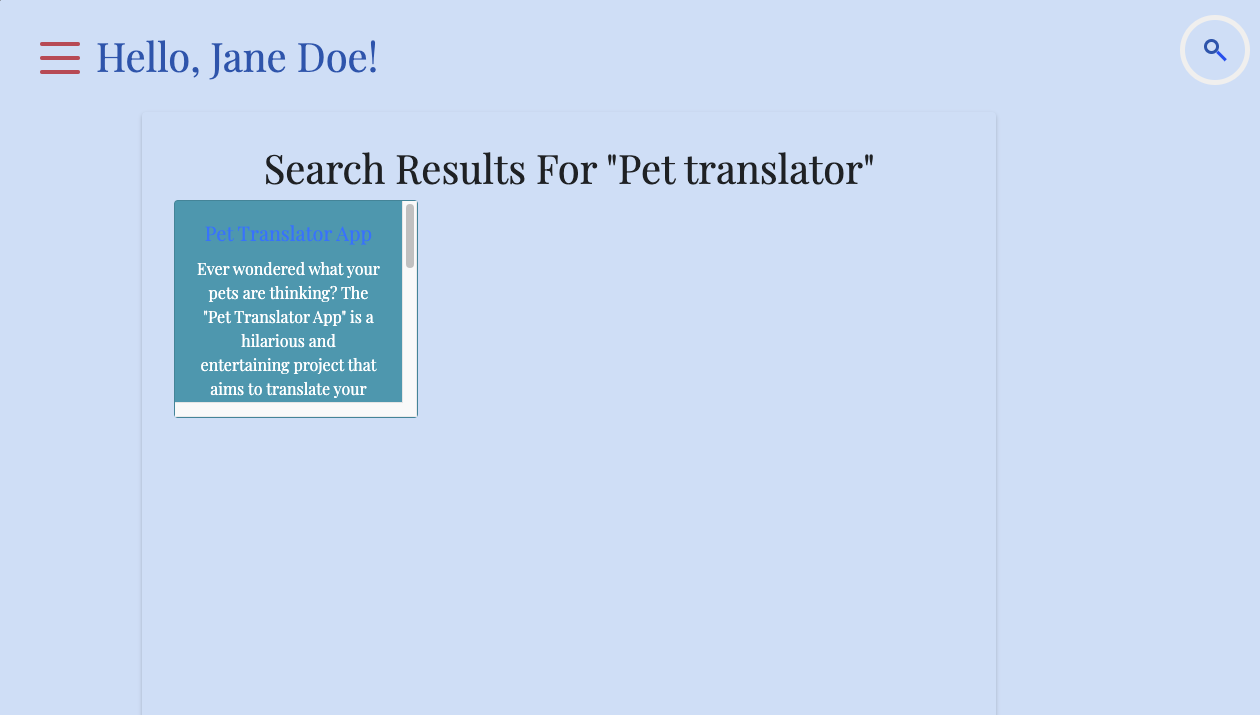 Hello, Jane Doe!
Search Results For "Pet translator"
Pet Translator App
Ever wondered what your
pets are thinking? The
"Pet Translator App" is a
hilarious and
entertaining project that
aims to translate your